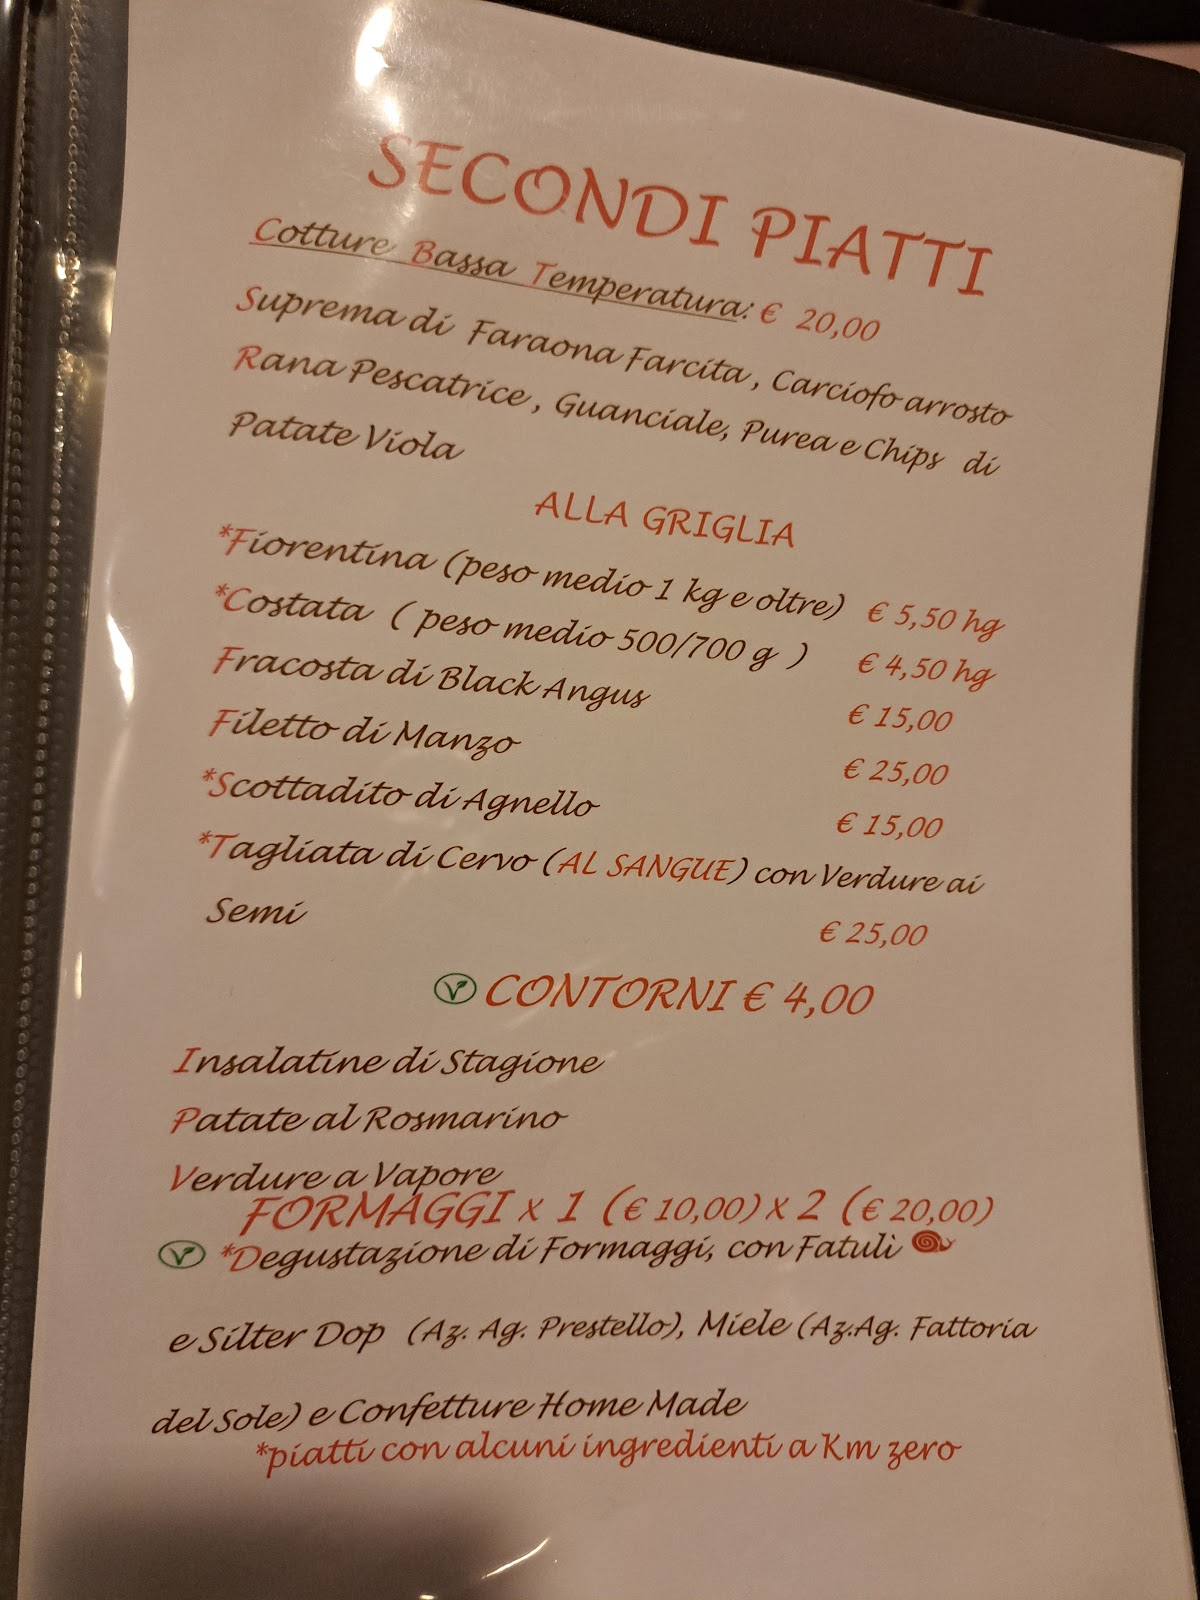 SECONDI PIATTI
Cotture Bassa Temperatura: € 20,00
Suprema di Faraona Farcita, Carciofo arrosto
Rana Pescatrice, Guanciale, Purea e Chips di
Patate Viola
ALLA GRIGLIA
*Fiorentina (peso medio 1 kg e oltre) € 5,50 hg
*Costata ( peso medio 500/700 g ) € 4,50 hg
Fracosta di Black Angus € 15,00
Filetto di Manzo € 25,00
*Scottadito di Agnello € 15,00
*Tagliata di Cervo (AL SANGUE) con Verdure ai
Semi € 25,00
CONTORNI € 4,00
Insalatine di Stagione
Patate al Rosmarino
Verdure a Vapore
FORMAGGI x 1 (€ 10,00) x 2 (€ 20,00)
*Degustazione di Formaggi, con Fatulì
e Silter Dop (Az. Ag. Prestello), Miele (Az.Ag. Fattoria
del Sole) e Confetture Home Made
*piatti con alcuni ingredienti a Km zero